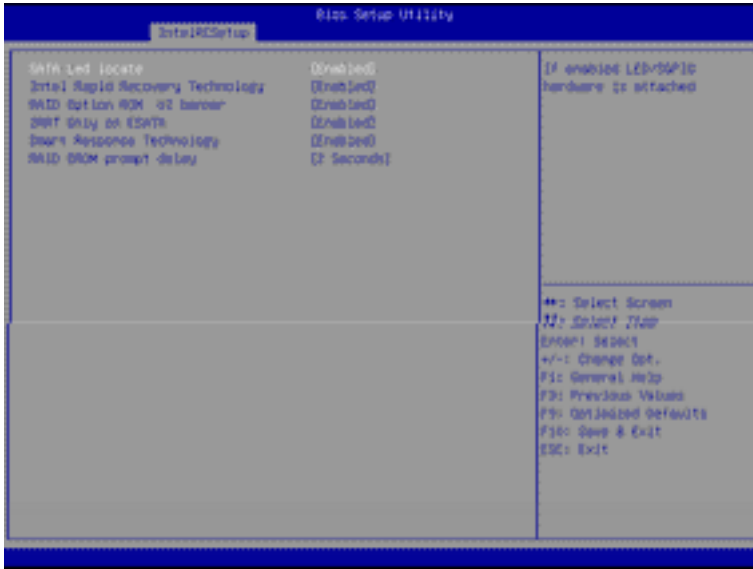 Bios Setup Utility
IntelRCSetup
SATA Led locate [Enabled]
Intel Rapid Recovery Technology [Enabled]
RAID Option ROM UI banner [Enabled]
IRRT Only on ESATA [Enabled]
Smart Response Technology [Enabled]
RAID OROM prompt delay [2 Seconds]
If enabled LED/SGPIO
hardware is attached
: Select Screen
: Select Item
Enter: Select
+/-: Change Opt.
F1: General Help
F3: Previous Values
F9: Optimized Defaults
F10: Save & Exit
ESC: Exit